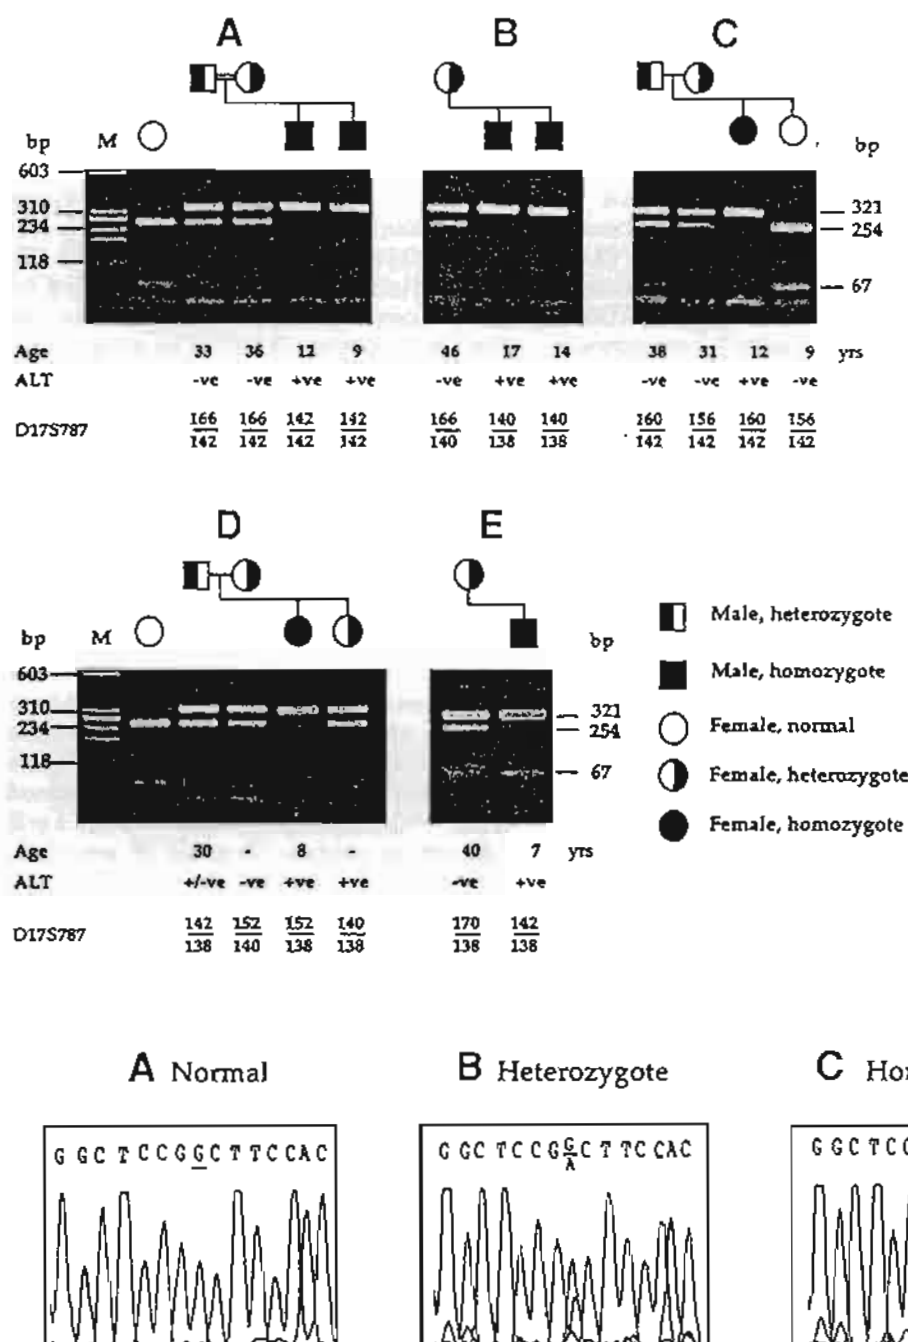 A B C
bp M bp
603
310 321
234 254
118
67
Age 33 36 12 9 46 17 14 38 31 12 9 yrs
ALT -ve -ve +ve +ve -ve +ve +ve -ve -ve +ve -ve
166 166 142 142 166 140 140 160 156 160 156
D17S787
142 142 142 142 140 138 138 142 142 142 142
D E
bp M bp
603
310 321
234 254
118
67
Male, heterozygote
Male, homozygote
Female, normal
Female, heterozygote
Female, homozygote
Age 30 - 8 - 40 7 yrs
ALT +/-ve -ve +ve +ve -ve +ve
142 152 152 140 170 142
D17S787
138 140 138 138 138 138
A Normal B Heterozygote C Hor
G G C T C C G G C T T C C A C
G G C T C C G G C T T C C A C
A
G G C T C C